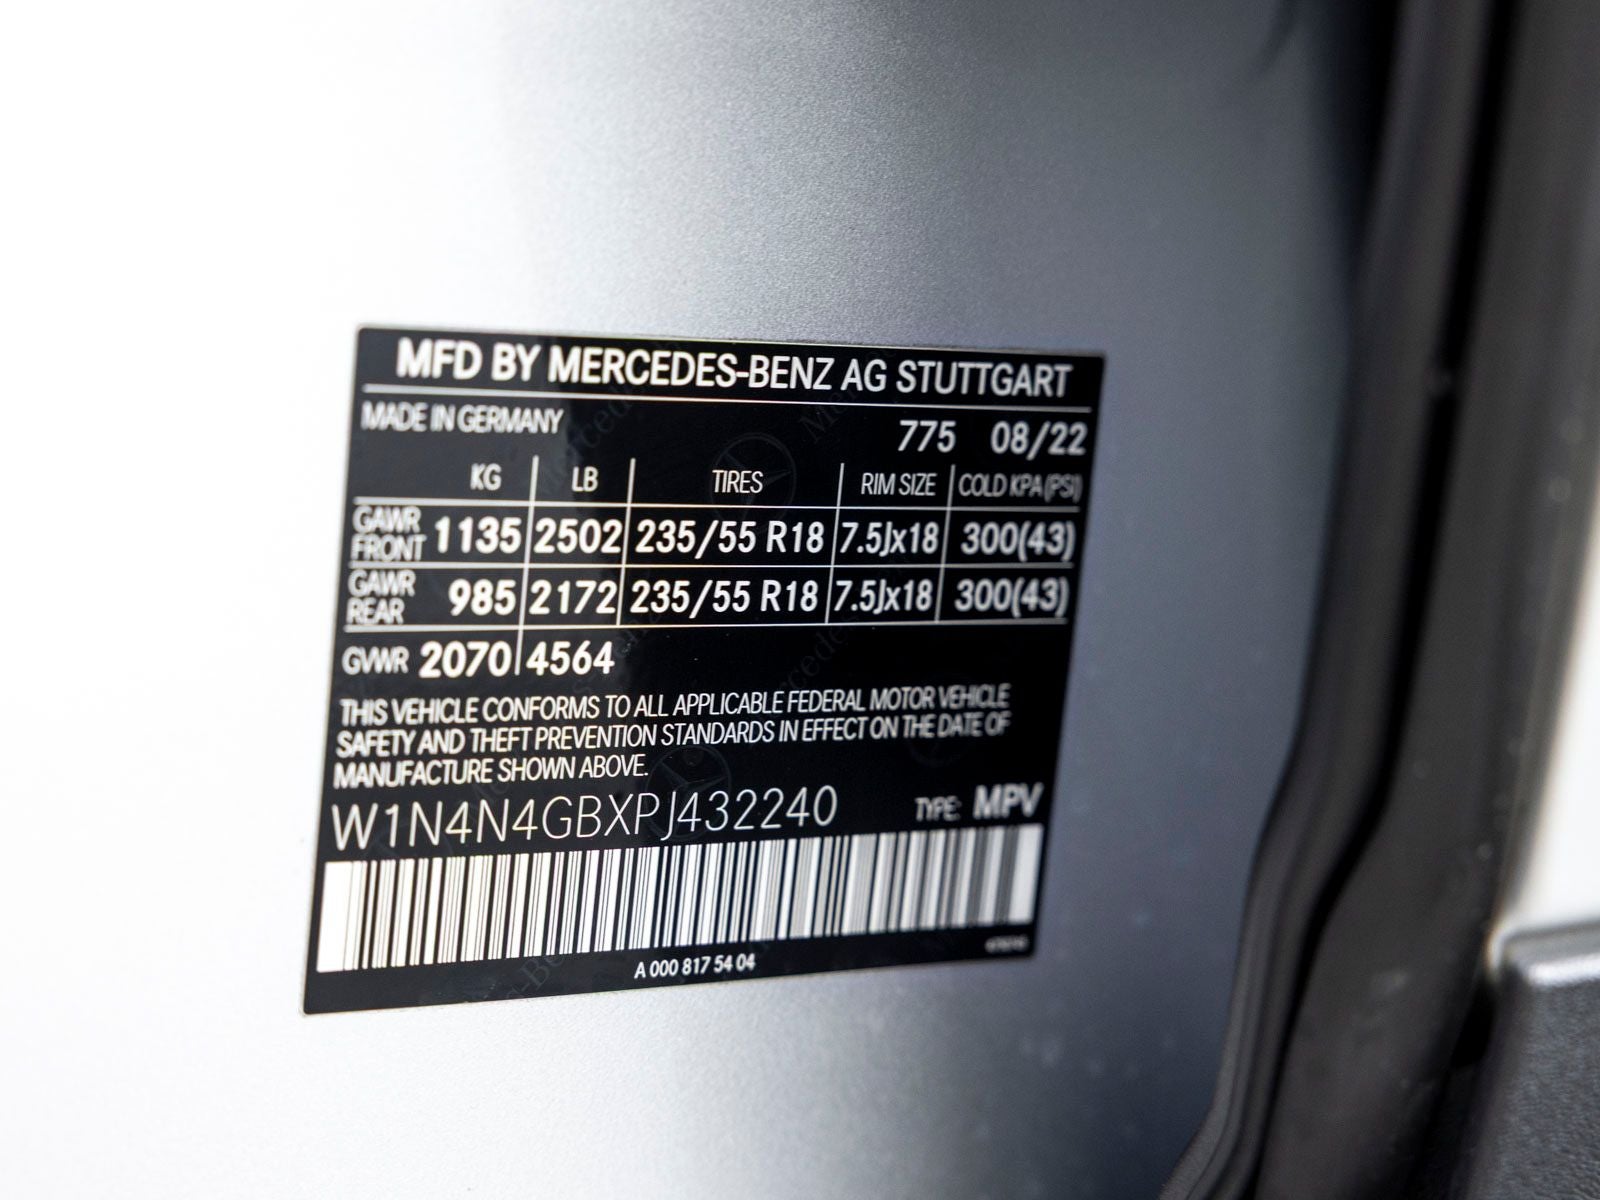 MFD BY MERCEDES-BENZ AG STUTTGART
MADE IN GERMANY
775 08/22
KG LB TIRES RIM SIZE COLD KPA(PSI)
GAWR FRONT 1135 2502 235/55 R18 7.5Jx18 300(43)
GAWR REAR 985 2172 235/55 R18 7.5Jx18 300(43)
GVWR 2070 4564
THIS VEHICLE CONFORMS TO ALL APPLICABLE FEDERAL MOTOR VEHICLE
SAFETY AND THEFT PREVENTION STANDARDS IN EFFECT ON THE DATE OF
MANUFACTURE SHOWN ABOVE.
W1N4N4GBXPJ432240 TYPE: MPV
A 000 817 54 04